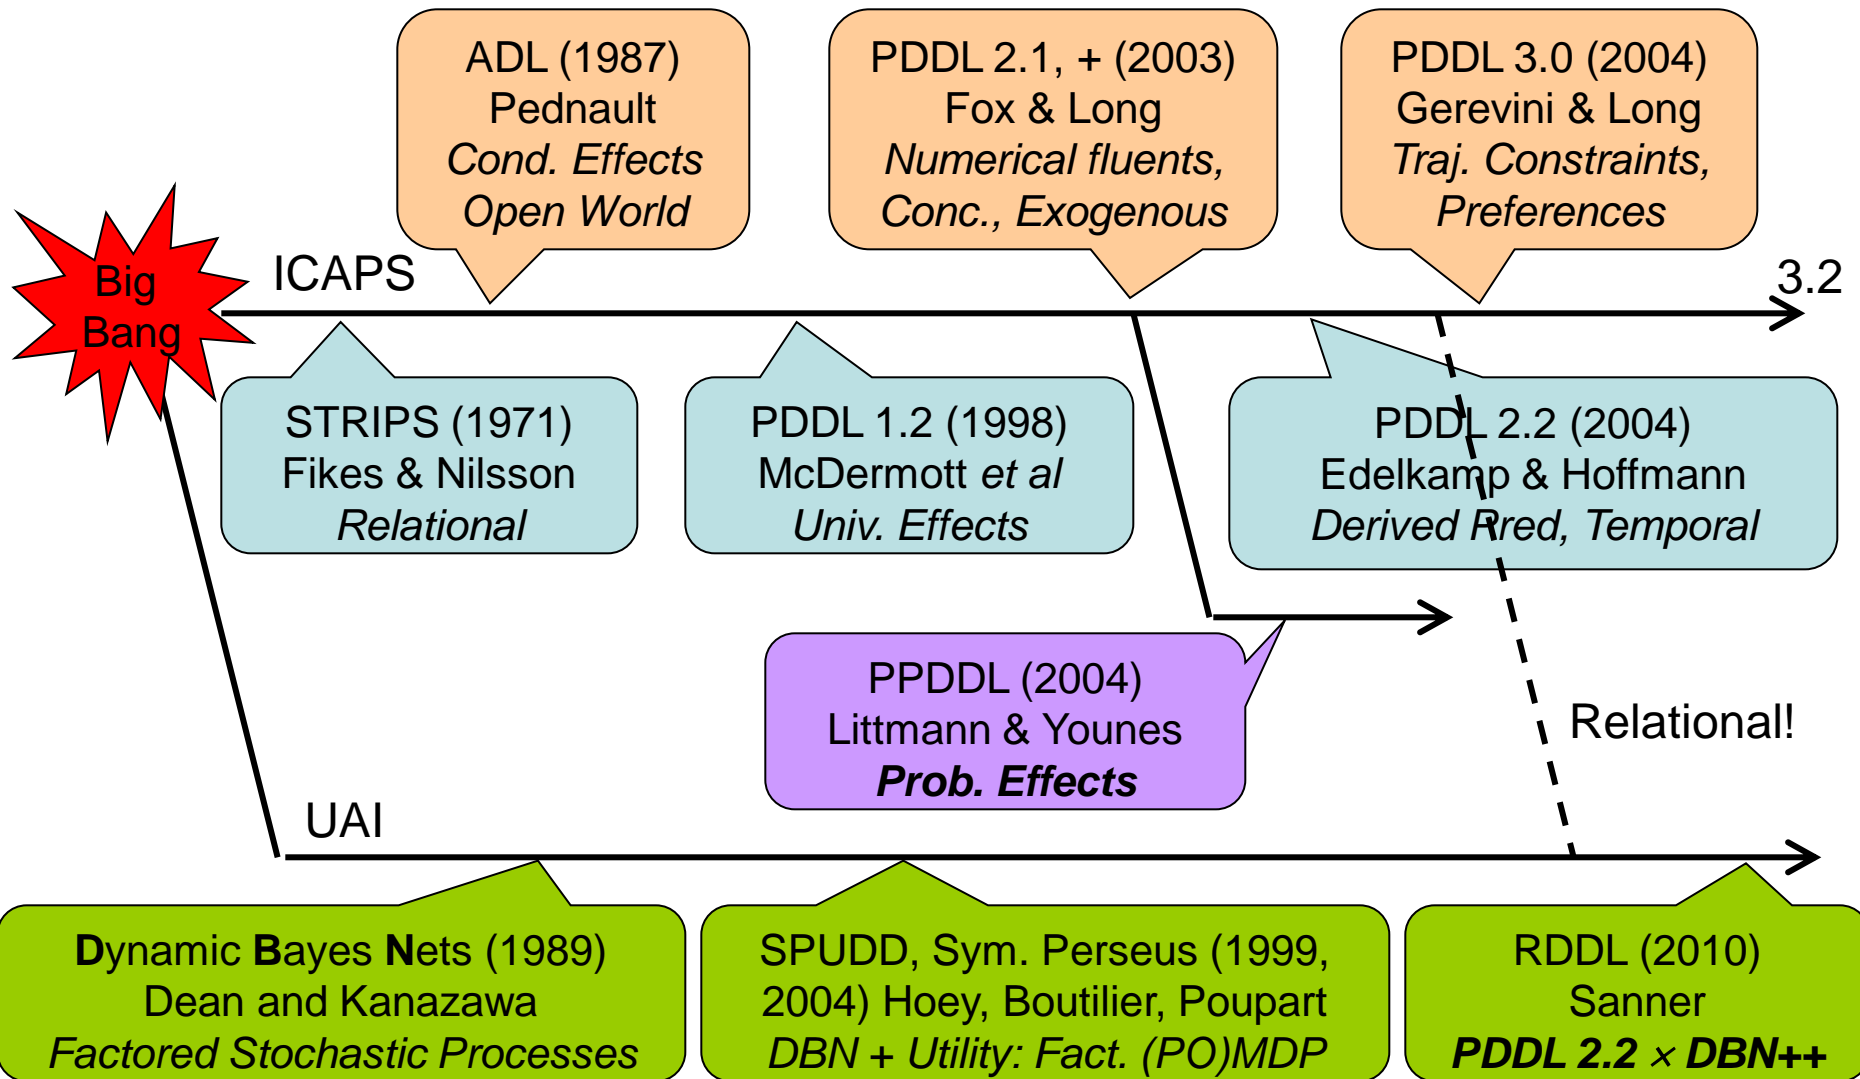 ADL (1987)
Pednault
Cond. Effects
Open World
PDDL 2.1, + (2003)
Fox & Long
Numerical fluents,
Conc., Exogenous
PDDL 3.0 (2004)
Gerevini & Long
Traj. Constraints,
Preferences
Big
Bang
ICAPS
3.2
STRIPS (1971)
Fikes & Nilsson
Relational
PDDL 1.2 (1998)
McDermott et al
Univ. Effects
PDDL 2.2 (2004)
Edelkamp & Hoffmann
Derived Pred, Temporal
PPDDL (2004)
Littmann & Younes
Prob. Effects
Relational!
UAI
Dynamic Bayes Nets (1989)
Dean and Kanazawa
Factored Stochastic Processes
SPUDD, Sym. Perseus (1999,
2004) Hoey, Boutilier, Poupart
DBN + Utility: Fact. (PO)MDP
RDDL (2010)
Sanner
PDDL 2.2 × DBN++